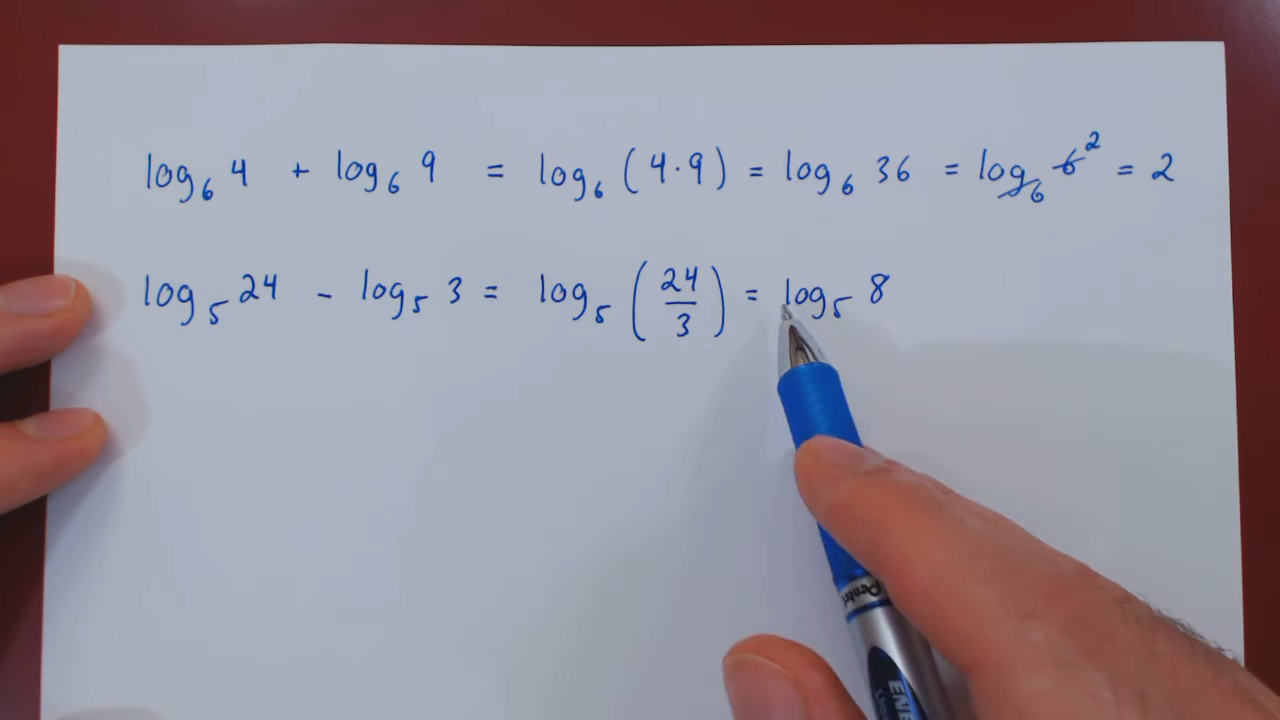 log₆ 4 + log₆ 9 = log₆ (4·9) = log₆ 36 = log₆ 6² = 2
log₅ 24 - log₅ 3 = log₅ (24/3) = log₅ 8